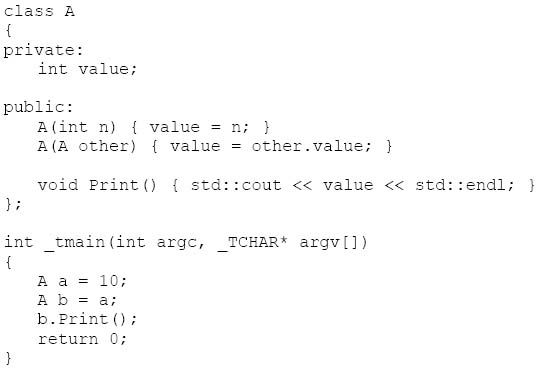 class A
{
private:
    int value;

public:
    A(int n) { value = n; }
    A(A other) { value = other.value; }

    void Print() { std::cout << value << std::endl; }
};

int _tmain(int argc, _TCHAR* argv[])
{
    A a = 10;
    A b = a;
    b.Print();
    return 0;
}